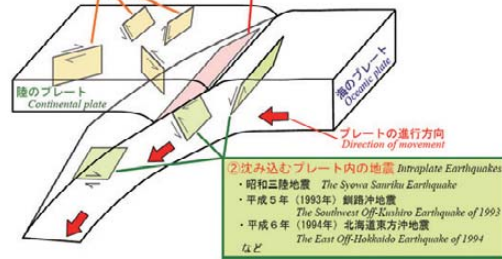 陸のプレート
Continental plate
海のプレート
Oceanic plate
プレートの進行方向
Direction of movement
②沈み込むプレート内の地震 Intraplate Earthquakes
・昭和三陸地震 The Syowa Sanriku Earthquake
・平成5年（1993年）釧路沖地震
The Southwest Off-Kushiro Earthquake of 1993
・平成6年（1994年）北海道東方沖地震
The East Off-Hokkaido Earthquake of 1994
など